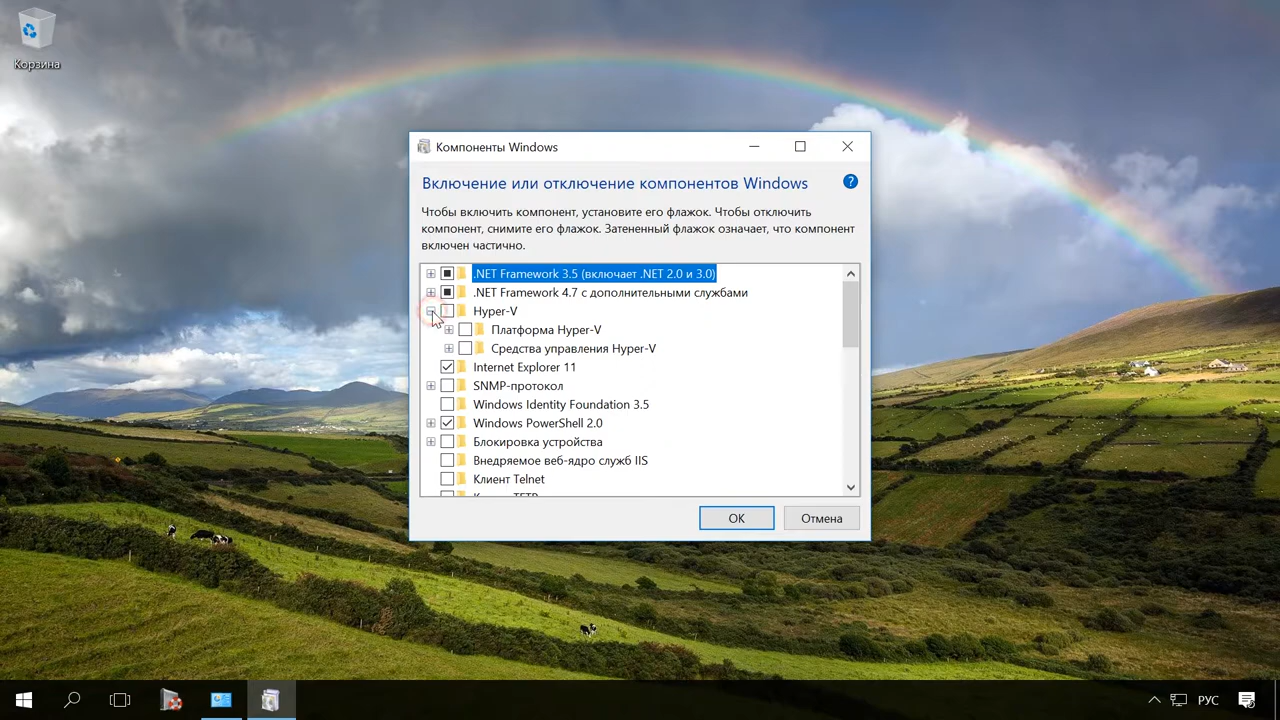 Корзина
Компоненты Windows
Включение или отключение компонентов Windows
?
Чтобы включить компонент, установите его флажок. Чтобы отключить
компонент, снимите его флажок. Затененный флажок означает, что компонент
включен частично.
.NET Framework 3.5 (включает .NET 2.0 и 3.0)
.NET Framework 4.7 с дополнительными службами
Hyper-V
Платформа Hyper-V
Средства управления Hyper-V
Internet Explorer 11
SNMP-протокол
Windows Identity Foundation 3.5
Windows PowerShell 2.0
Блокировка устройства
Внедряемое веб-ядро служб IIS
Клиент Telnet
ОК
Отмена
РУС